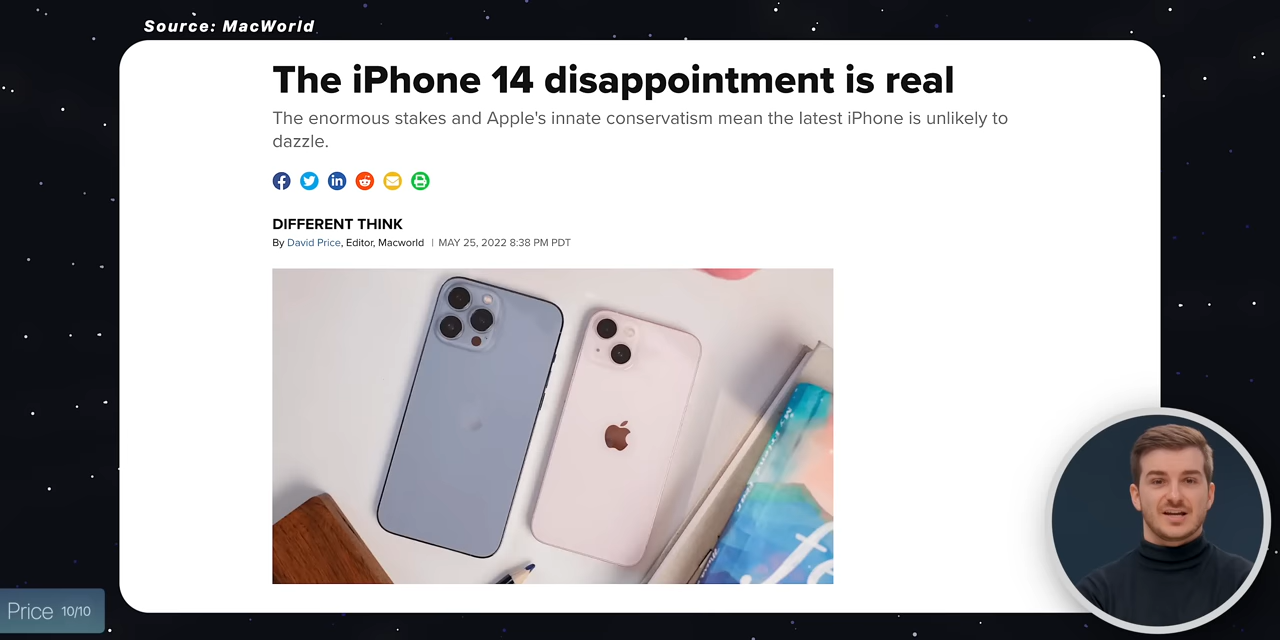 Source: MacWorld
The iPhone 14 disappointment is real
The enormous stakes and Apple's innate conservatism mean the latest iPhone is unlikely to
dazzle.
DIFFERENT THINK
By David Price, Editor, Macworld | MAY 25, 2022 8:38 PM PDT
Price 10/10